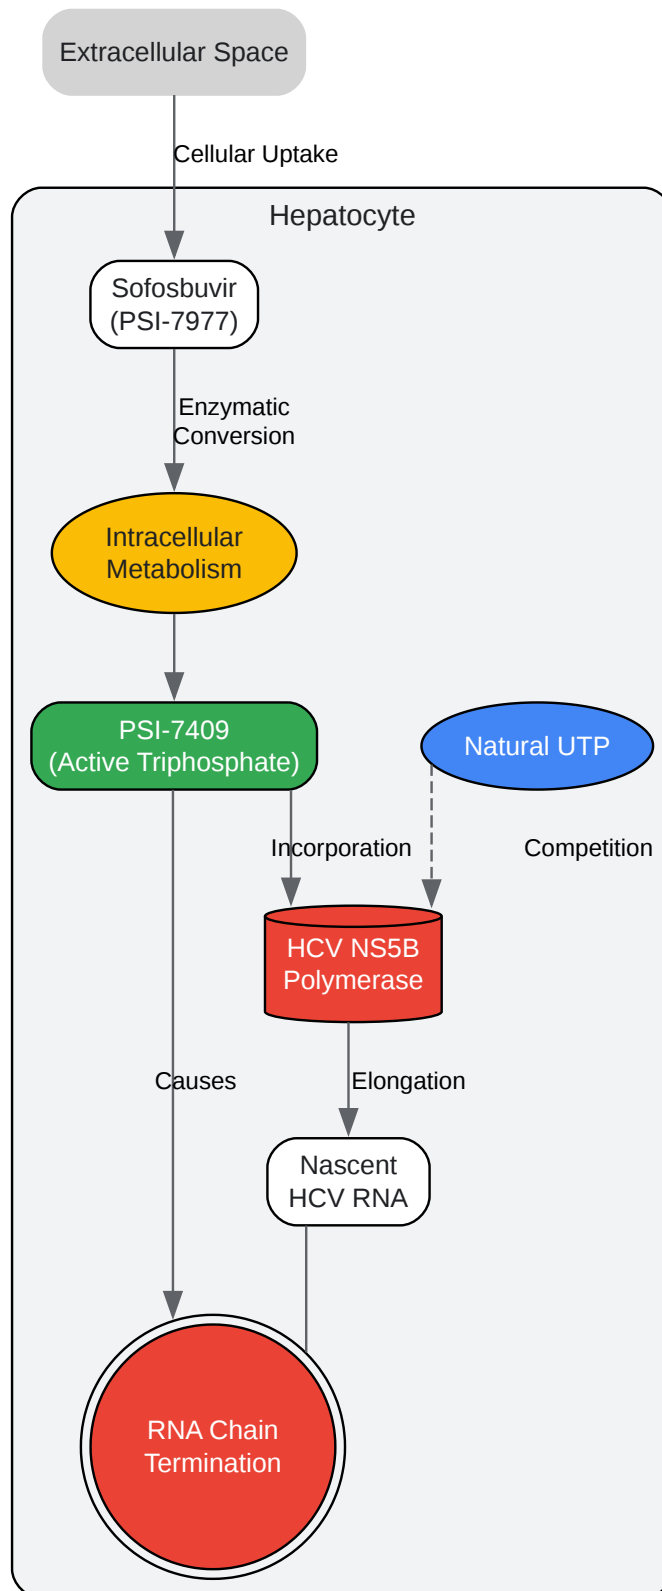 Extracellular Space
Cellular Uptake
Hepatocyte
Sofosbuvir
(PSI-7977)
Enzymatic
Conversion
Intracellular
Metabolism
PSI-7409
(Active Triphosphate)
Natural UTP
Incorporation
Competition
HCV NS5B
Polymerase
Causes
Elongation
Nascent
HCV RNA
RNA Chain
Termination